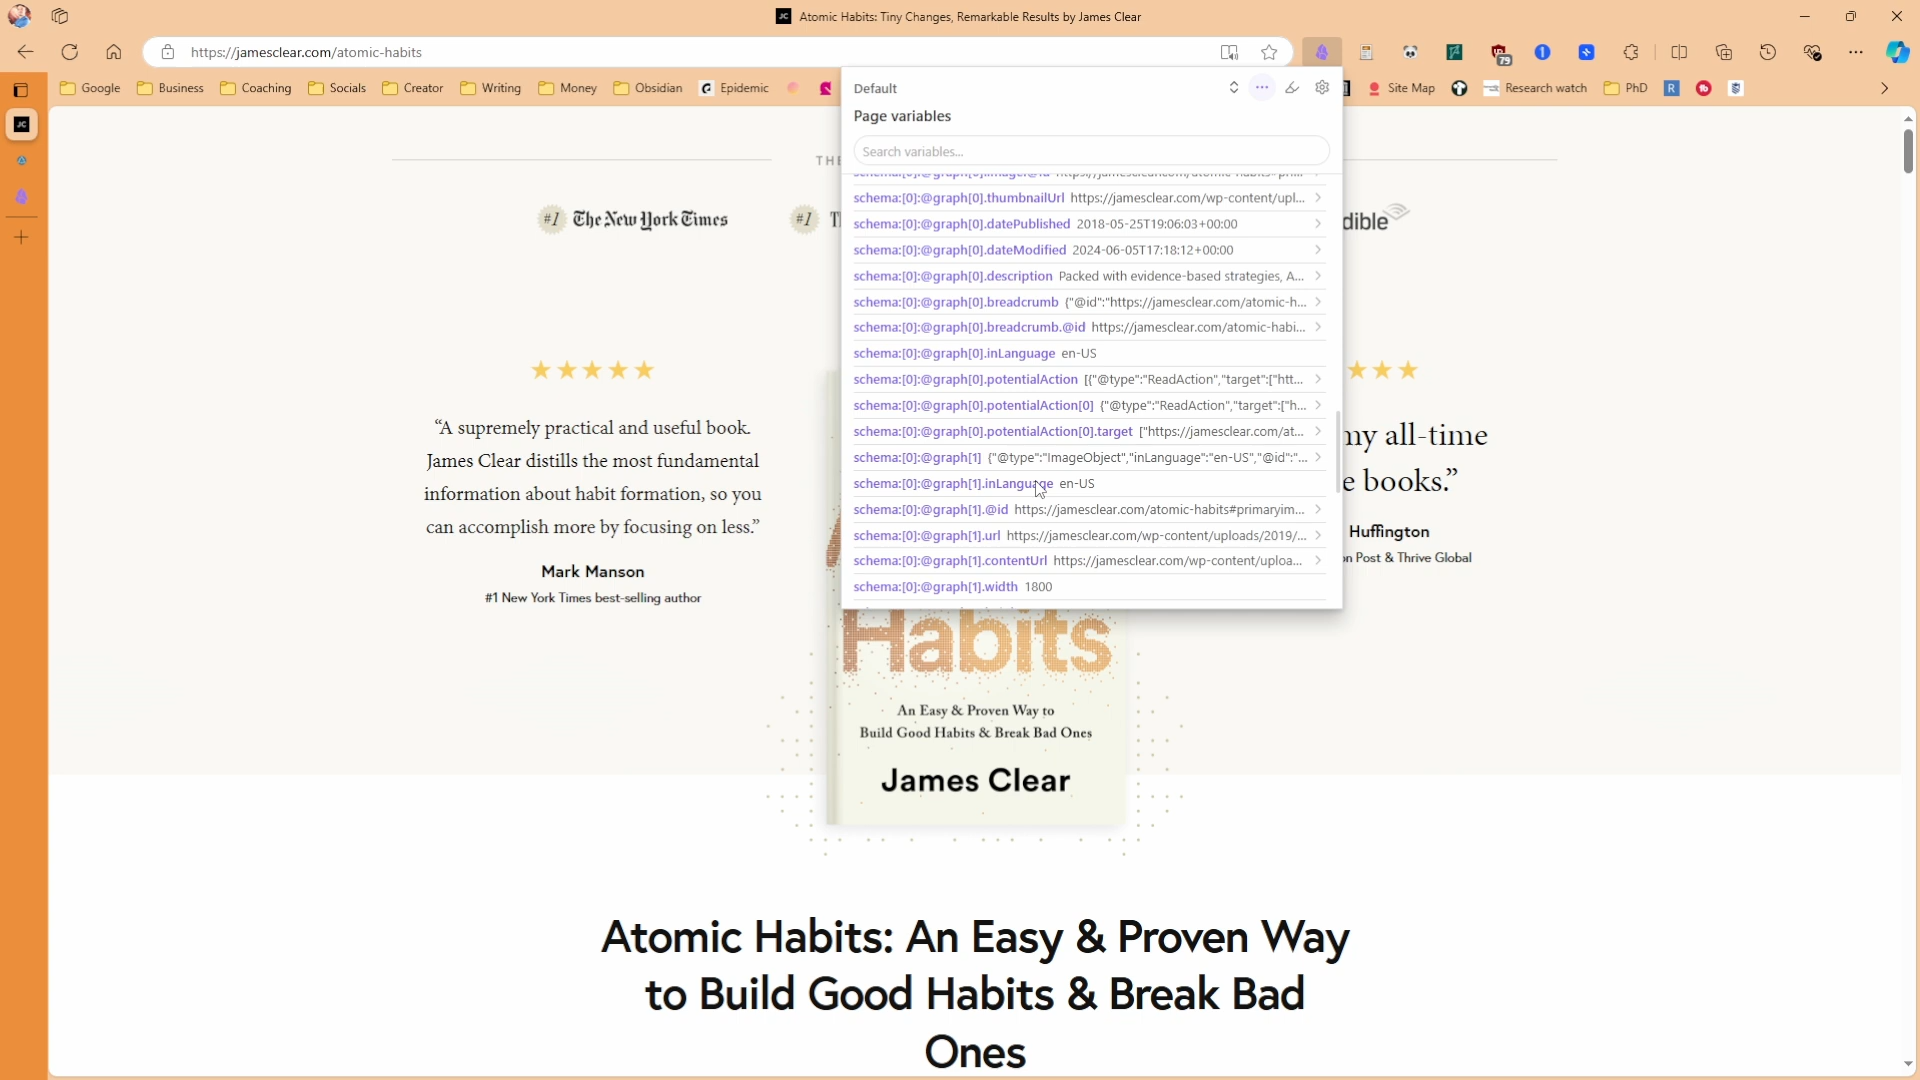 Atomic Habits: Tiny Changes, Remarkable Results by James Clear
https://jamesclear.com/atomic-habits
79
Google
Business
Coaching
Socials
Creator
Writing
Money
Obsidian
Epidemic
Site Map
Research watch
PhD
R
JC
Default
Page variables
Search variables...
schema:[0]:@graph[0].thumbnailUrl https://jamesclear.com/wp-content/upl...
schema:[0]:@graph[0].datePublished 2018-05-25T19:06:03+00:00
schema:[0]:@graph[0].dateModified 2024-06-05T17:18:12+00:00
schema:[0]:@graph[0].description Packed with evidence-based strategies, A...
schema:[0]:@graph[0].breadcrumb {"@id":"https://jamesclear.com/atomic-h...
schema:[0]:@graph[0].breadcrumb.@id https://jamesclear.com/atomic-habi...
schema:[0]:@graph[0].inLanguage en-US
schema:[0]:@graph[0].potentialAction [{"@type":"ReadAction","target":["htt...
schema:[0]:@graph[0].potentialAction[0] {"@type":"ReadAction","target":["h...
schema:[0]:@graph[0].potentialAction[0].target ["https://jamesclear.com/at...
schema:[0]:@graph[1] {"@type":"ImageObject","inLanguage":"en-US","@id":"...
schema:[0]:@graph[1].inLanguage en-US
schema:[0]:@graph[1].@id https://jamesclear.com/atomic-habits#primaryim...
schema:[0]:@graph[1].url https://jamesclear.com/wp-content/uploads/2019/...
schema:[0]:@graph[1].contentUrl https://jamesclear.com/wp-content/uploa...
schema:[0]:@graph[1].width 1800
THE
#1 The New York Times
#1
dible
“A supremely practical and useful book.
James Clear distills the most fundamental
information about habit formation, so you
can accomplish more by focusing on less.”
Mark Manson
#1 New York Times best-selling author
my all-time
e books.”
Huffington
on Post & Thrive Global
Habits
An Easy & Proven Way to
Build Good Habits & Break Bad Ones
James Clear
Atomic Habits: An Easy & Proven Way
to Build Good Habits & Break Bad
Ones